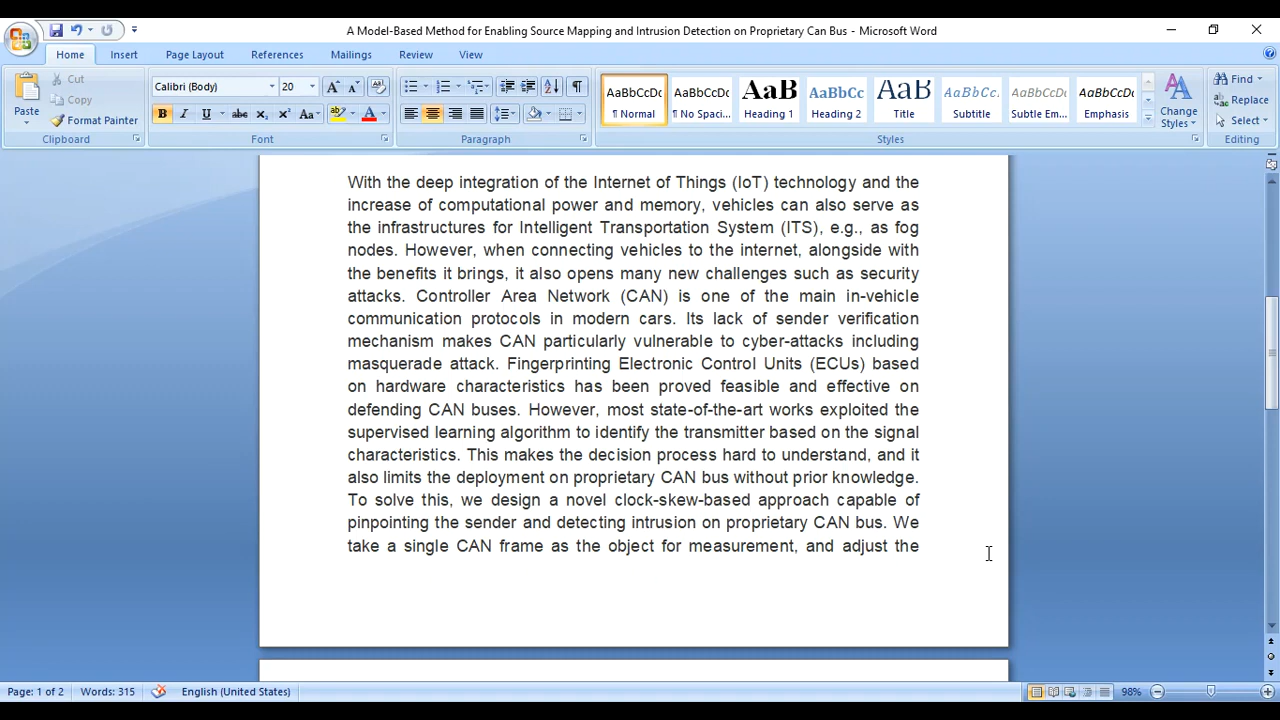 A Model-Based Method for Enabling Source Mapping and Intrusion Detection on Proprietary Can Bus - Microsoft Word
Home Insert Page Layout References Mailings Review View
Paste
Cut
Copy
Format Painter
Clipboard
Calibri (Body) 20
B I U abc x₂ x² Aa
Font
Paragraph
AaBbCcDc AaBbCcDc AaB AaBbCc AaB AaBbCc. AaBbCcDc AaBbCcDc
¶ Normal ¶ No Spaci... Heading 1 Heading 2 Title Subtitle Subtle Em... Emphasis
Change
Styles
Styles
Find
Replace
Select
Editing
With the deep integration of the Internet of Things (IoT) technology and the
increase of computational power and memory, vehicles can also serve as
the infrastructures for Intelligent Transportation System (ITS), e.g., as fog
nodes. However, when connecting vehicles to the internet, alongside with
the benefits it brings, it also opens many new challenges such as security
attacks. Controller Area Network (CAN) is one of the main in-vehicle
communication protocols in modern cars. Its lack of sender verification
mechanism makes CAN particularly vulnerable to cyber-attacks including
masquerade attack. Fingerprinting Electronic Control Units (ECUs) based
on hardware characteristics has been proved feasible and effective on
defending CAN buses. However, most state-of-the-art works exploited the
supervised learning algorithm to identify the transmitter based on the signal
characteristics. This makes the decision process hard to understand, and it
also limits the deployment on proprietary CAN bus without prior knowledge.
To solve this, we design a novel clock-skew-based approach capable of
pinpointing the sender and detecting intrusion on proprietary CAN bus. We
take a single CAN frame as the object for measurement, and adjust the
Page: 1 of 2 Words: 315 English (United States) 98%